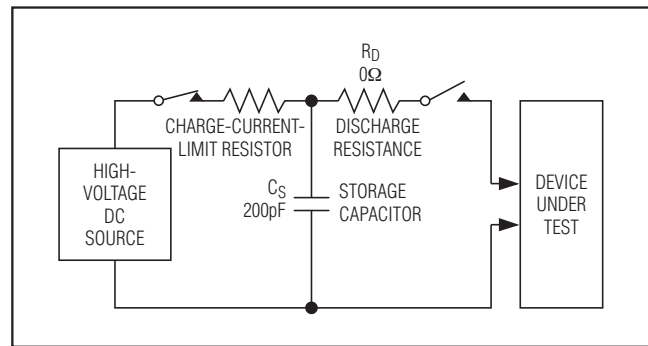 R_D
0Ω
CHARGE-CURRENT-
LIMIT RESISTOR
DISCHARGE
RESISTANCE
HIGH-
VOLTAGE
DC
SOURCE
C_S
200pF
STORAGE
CAPACITOR
DEVICE
UNDER
TEST